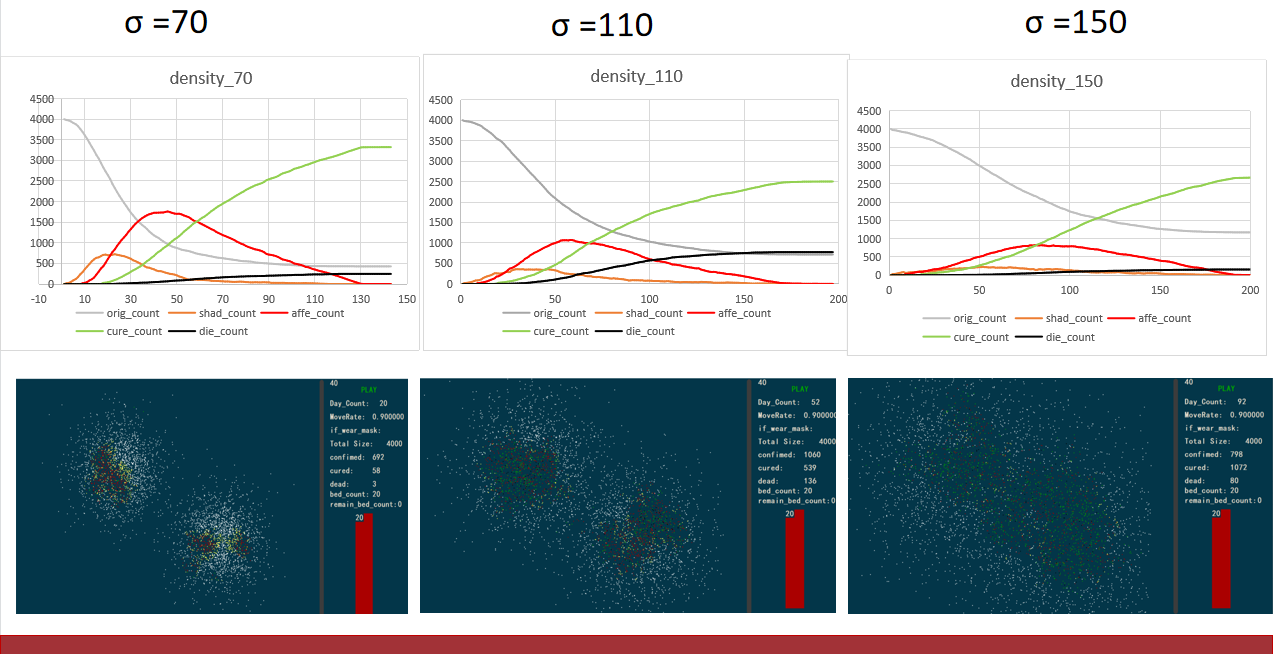 σ =70
σ =110
σ =150
density_70
4500
4000
3500
3000
2500
2000
1500
1000
500
0
-10 10 30 50 70 90 110 130 150
orig_count shad_count affe_count
cure_count die_count
density_110
4500
4000
3500
3000
2500
2000
1500
1000
500
0
0 50 100 150 200
orig_count shad_count affe_count
cure_count die_count
density_150
4500
4000
3500
3000
2500
2000
1500
1000
500
0
0 50 100 150 200
orig_count shad_count affe_count
cure_count die_count
40
PLAY
Day_Count: 20
MoveRate: 0.900000
if_wear_mask:
Total Size: 4000
confimed: 692
cured: 58
dead: 3
bed_count: 20
remain_bed_count:0
20
40
PLAY
Day_Count: 52
MoveRate: 0.90000
if_wear_mask:
Total Size: 4000
confimed: 1060
cured: 539
dead: 136
bed_count: 20
remain_bed_count:0
20
40
PLAY
Day_Count: 92
MoveRate: 0.900000
if_wear_mask:
Total Size: 4000
confimed: 798
cured: 1072
dead: 80
bed_count: 20
remain_bed_count:0
20